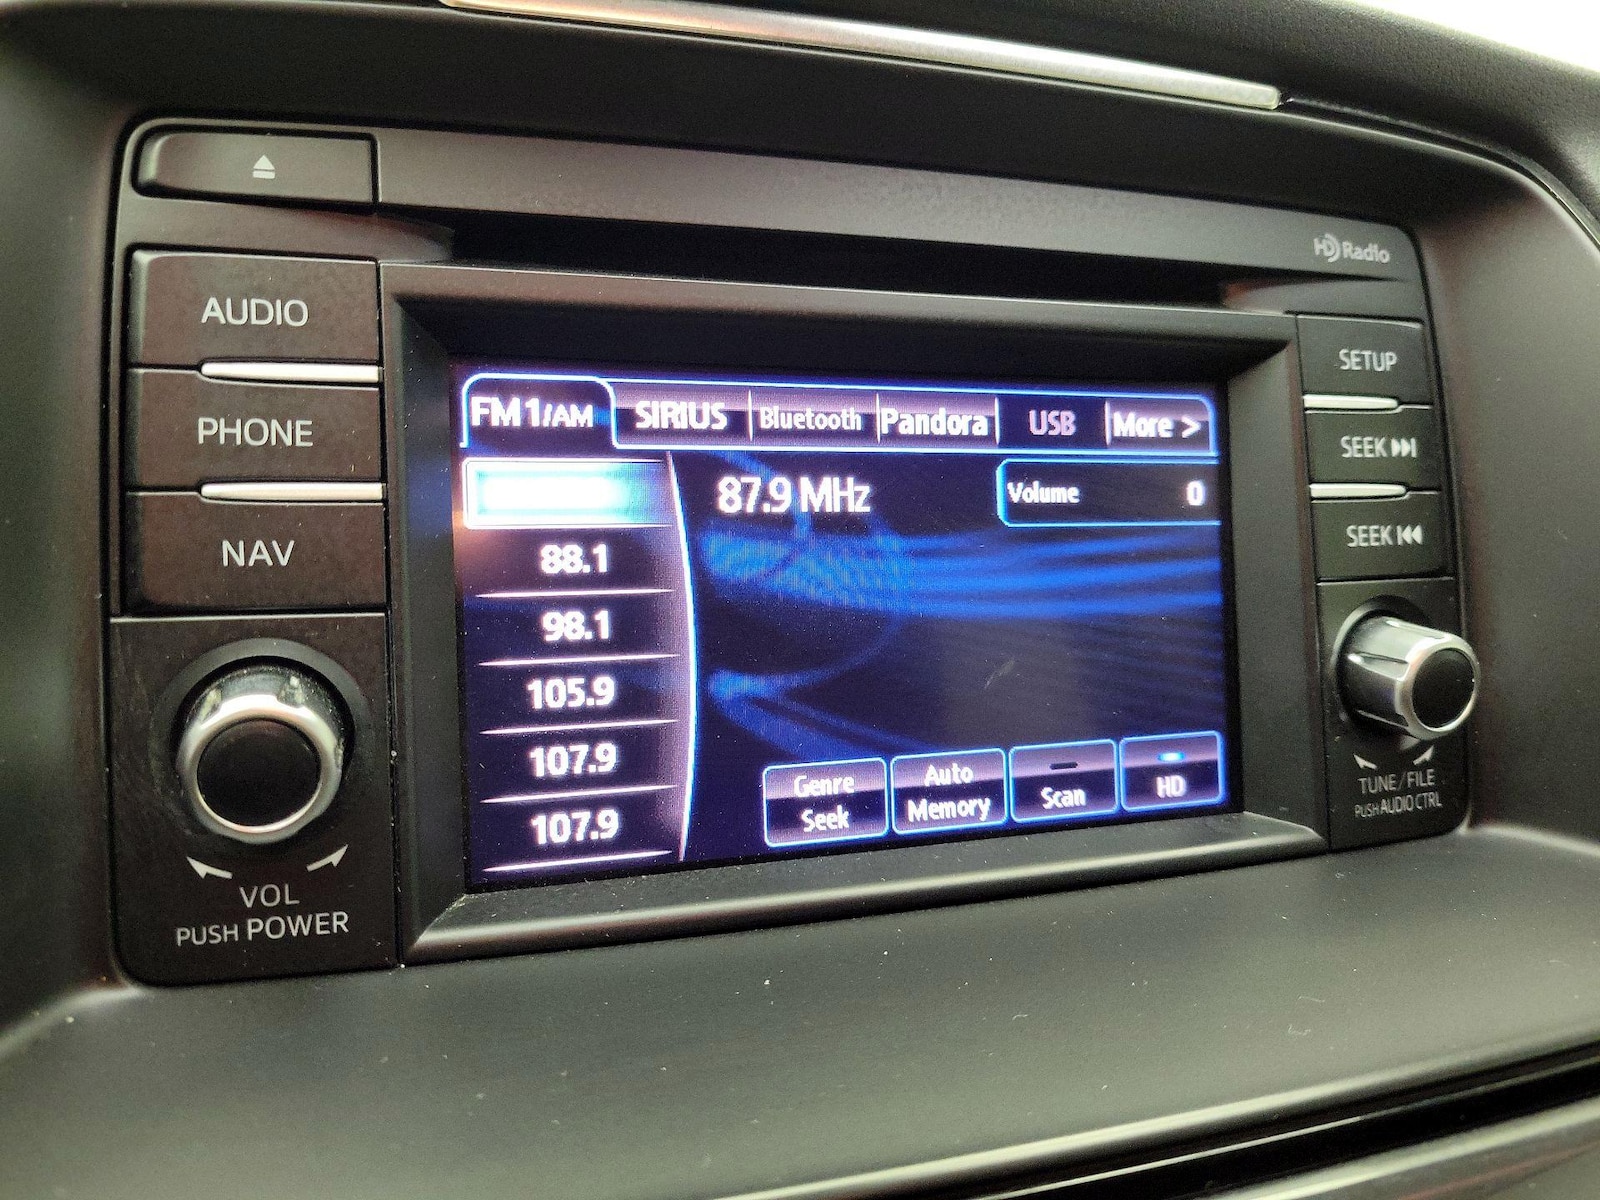 HD Radio
AUDIO
PHONE
NAV
VOL
PUSH POWER
FM1/AM SIRIUS Bluetooth Pandora USB More >
87.9 MHz
Volume 0
88.1
98.1
105.9
107.9
107.9
Genre
Seek
Auto
Memory
Scan
HD
SETUP
SEEK
SEEK
TUNE/FILE
PUSH AUDIO CTRL